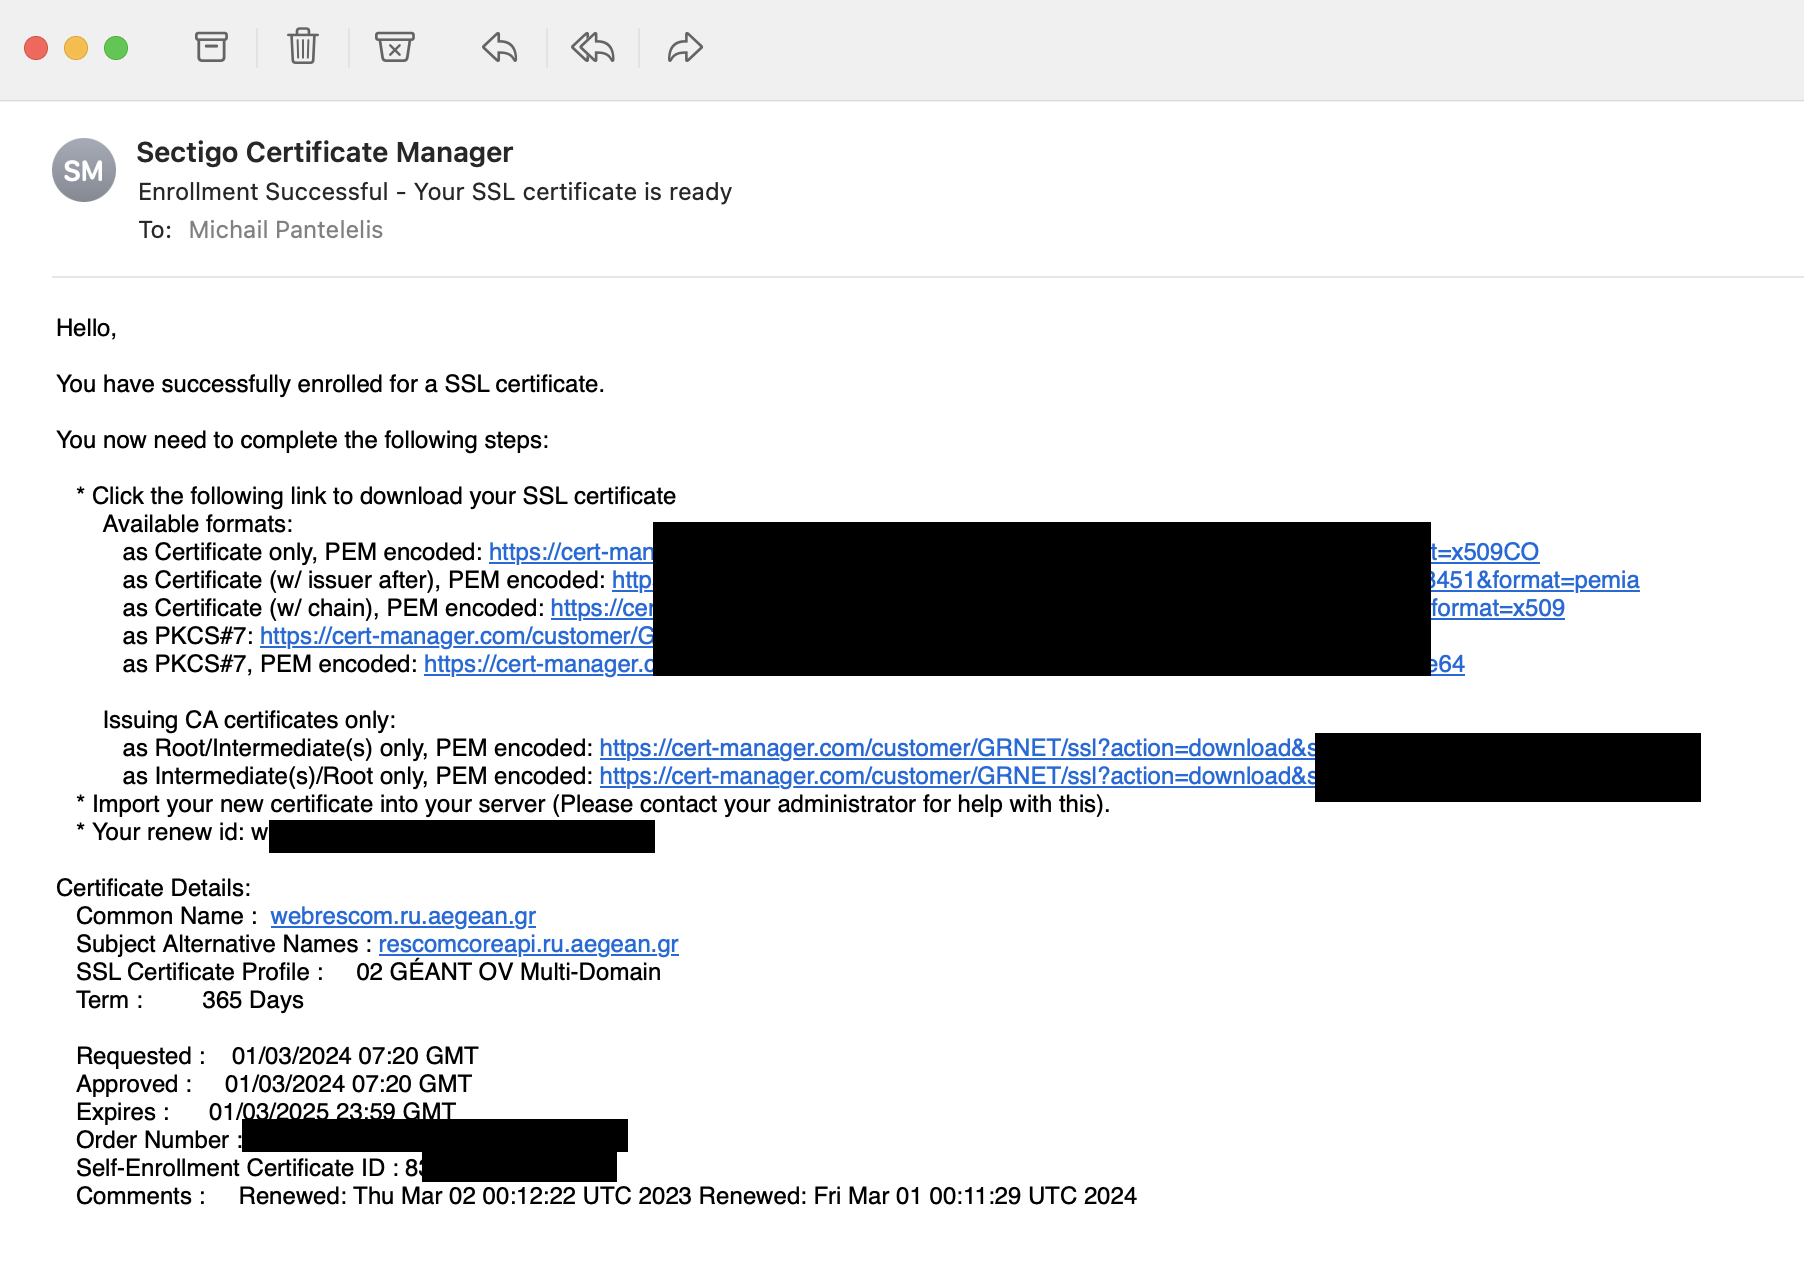 SM
Sectigo Certificate Manager
Enrollment Successful - Your SSL certificate is ready
To: Michail Pantelelis
Hello,
You have successfully enrolled for a SSL certificate.
You now need to complete the following steps:
* Click the following link to download your SSL certificate
Available formats:
as Certificate only, PEM encoded: https://cert-man t=x509CO
as Certificate (w/ issuer after), PEM encoded: http 3451&format=pemia
as Certificate (w/ chain), PEM encoded: https://cer format=x509
as PKCS#7: https://cert-manager.com/customer/G
as PKCS#7, PEM encoded: https://cert-manager.c e64
Issuing CA certificates only:
as Root/Intermediate(s) only, PEM encoded: https://cert-manager.com/customer/GRNET/ssl?action=download&s
as Intermediate(s)/Root only, PEM encoded: https://cert-manager.com/customer/GRNET/ssl?action=download&s
* Import your new certificate into your server (Please contact your administrator for help with this).
* Your renew id: w
Certificate Details:
Common Name : webrescom.ru.aegean.gr
Subject Alternative Names : rescomcoreapi.ru.aegean.gr
SSL Certificate Profile : 02 GÉANT OV Multi-Domain
Term : 365 Days
Requested : 01/03/2024 07:20 GMT
Approved : 01/03/2024 07:20 GMT
Expires : 01/03/2025 23:59 GMT
Order Number :
Self-Enrollment Certificate ID : 83
Comments : Renewed: Thu Mar 02 00:12:22 UTC 2023 Renewed: Fri Mar 01 00:11:29 UTC 2024